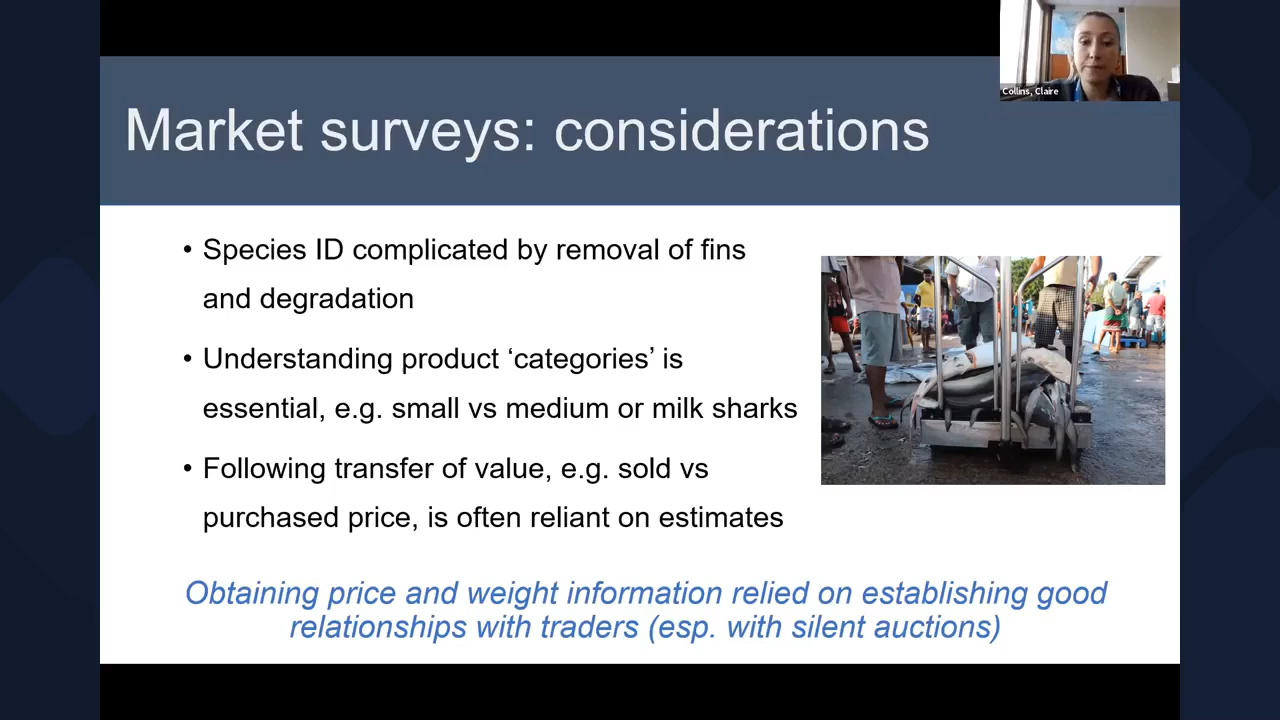 Collins, Claire
Market surveys: considerations
• Species ID complicated by removal of fins
and degradation
• Understanding product ‘categories’ is
essential, e.g. small vs medium or milk sharks
• Following transfer of value, e.g. sold vs
purchased price, is often reliant on estimates
Obtaining price and weight information relied on establishing good
relationships with traders (esp. with silent auctions)